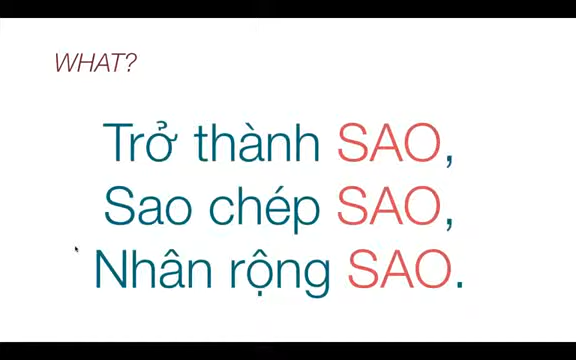 WHAT?
Trở thành SAO,
Sao chép SAO,
Nhân rộng SAO.